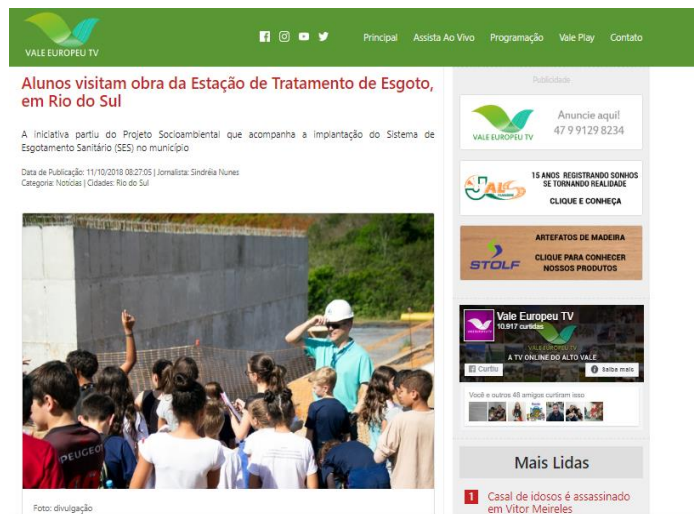 VALE EUROPEU TV
Principal Assista Ao Vivo Programação Vale Play Contato
Alunos visitam obra da Estação de Tratamento de Esgoto,
em Rio do Sul
A iniciativa partiu do Projeto Socioambiental que acompanha a implantação do Sistema de
Esgotamento Sanitário (SES) no município
Data de Publicação: 11/10/2018 08:27:05 | Jornalista: Sindréia Nunes
Categoria: Notícias | Cidades: Rio do Sul
PEUGEOT
Foto: divulgação
Publicidade
VALE EUROPEU TV
Anuncie aqui!
47 9 9129 8234
15 ANOS REGISTRANDO SONHOS
SE TORNANDO REALIDADE
CLIQUE E CONHEÇA
STOLF
ARTEFATOS DE MADEIRA
CLIQUE PARA CONHECER
NOSSOS PRODUTOS
Vale Europeu TV
10.917 curtidas
VALE EUROPEU TV
A TV ONLINE DO ALTO VALE
Curtiu
Saiba mais
Você e outros 48 amigos curtiram isso
Mais Lidas
1 Casal de idosos é assassinado
em Vitor Meireles